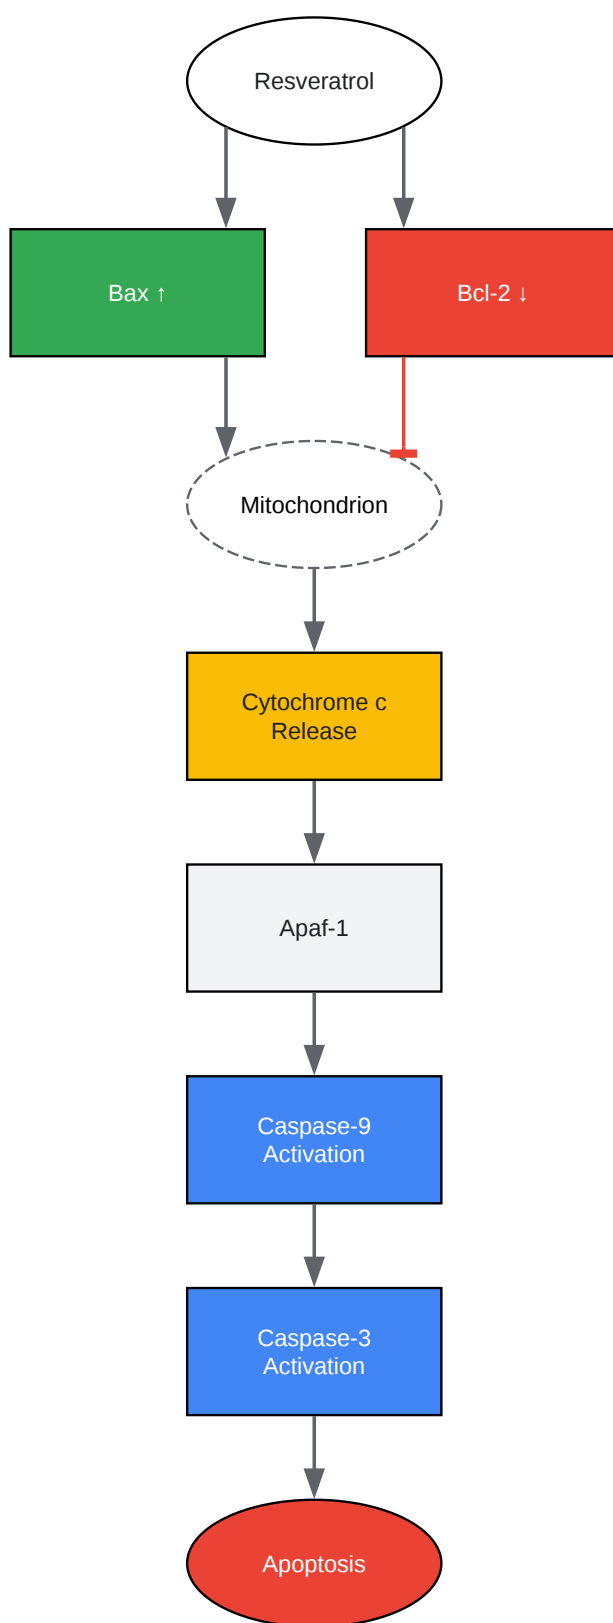 Resveratrol
Bax ↑
Bcl-2 ↓
Mitochondrion
Cytochrome c
Release
Apaf-1
Caspase-9
Activation
Caspase-3
Activation
Apoptosis